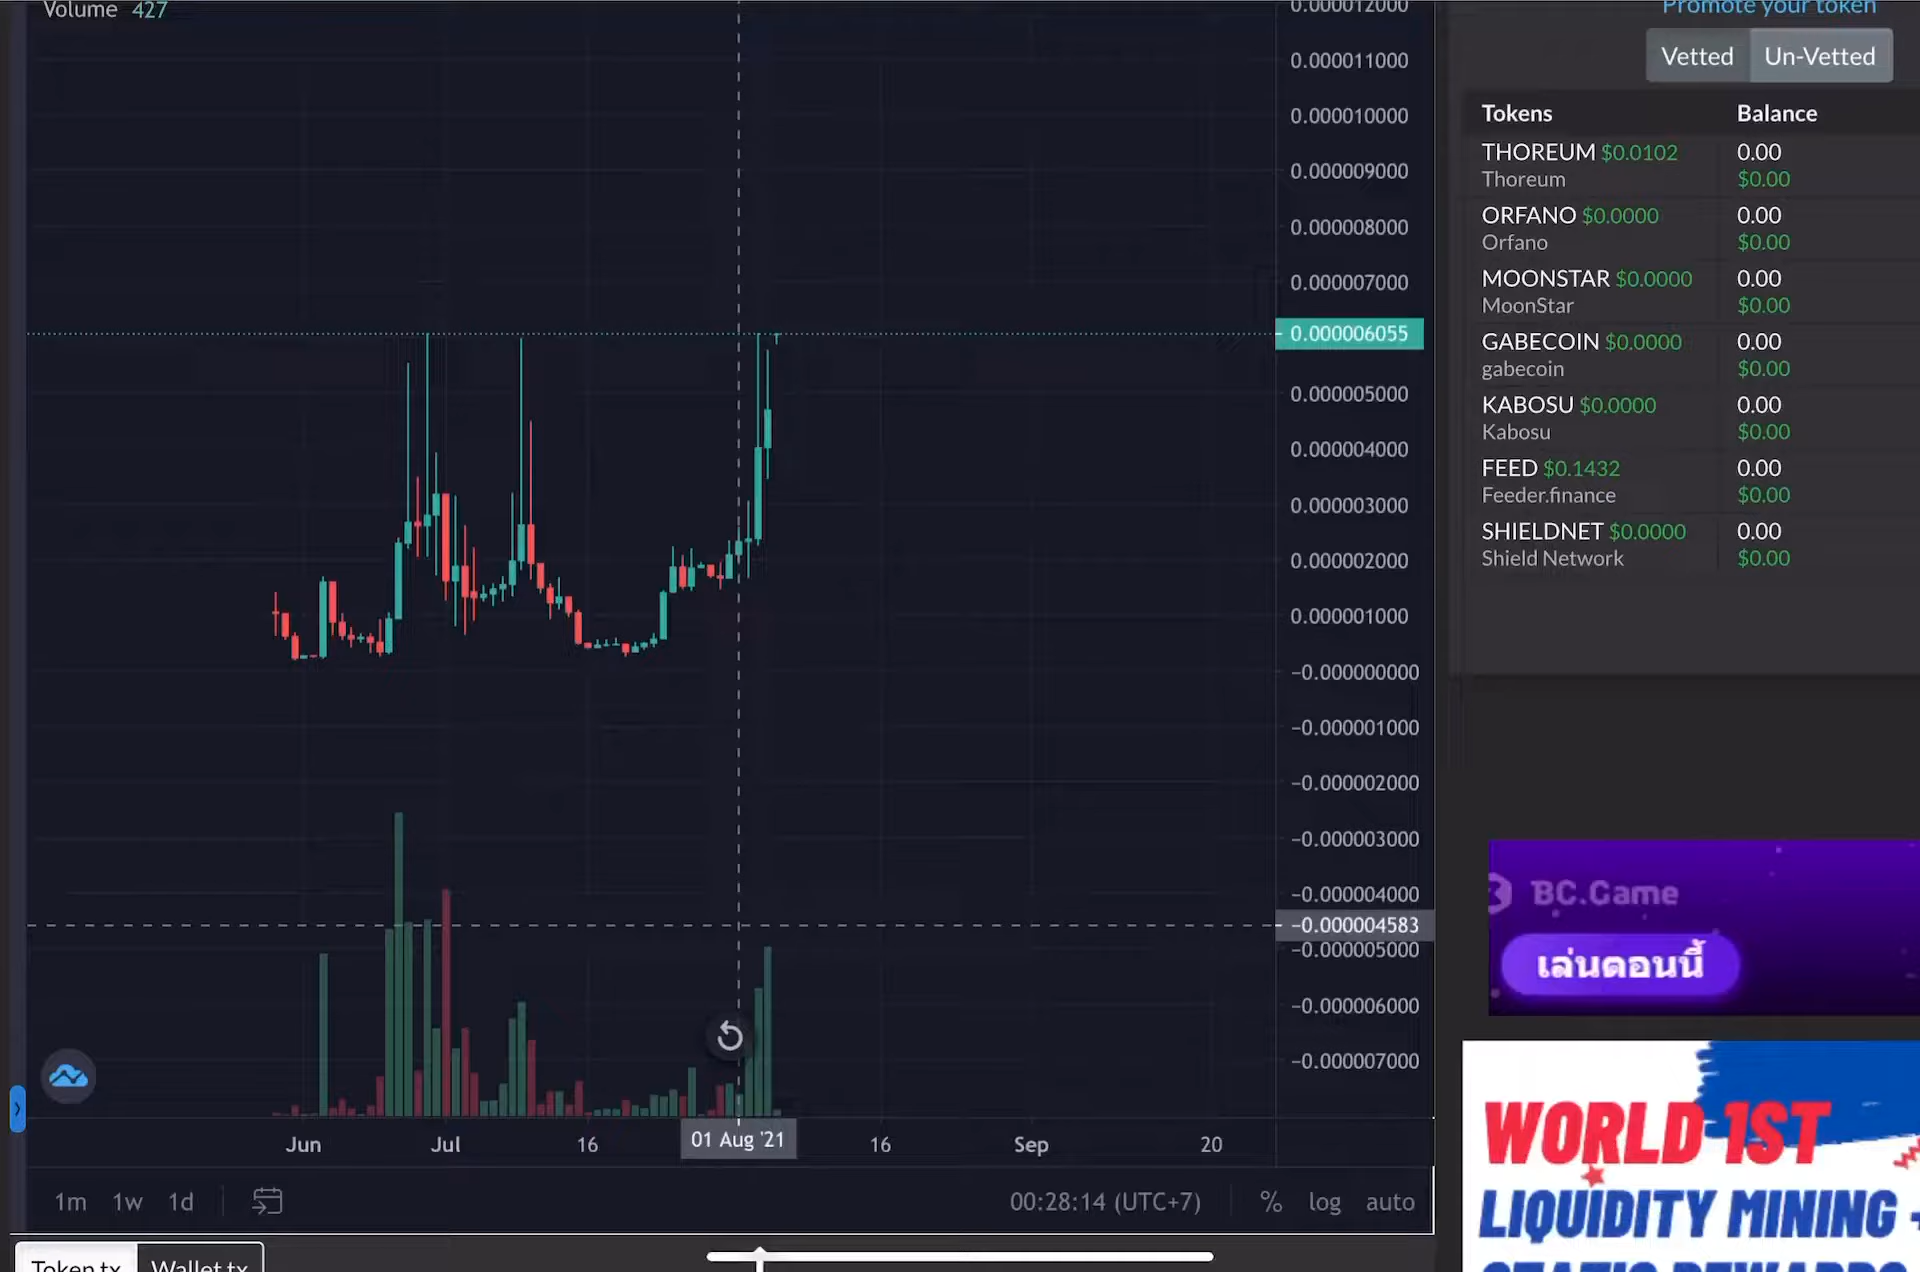 Volume 427
0.000012000
0.000011000
0.000010000
0.000009000
0.000008000
0.000007000
0.000006055
0.000005000
0.000004000
0.000003000
0.000002000
0.000001000
−0.000000000
−0.000001000
−0.000002000
−0.000003000
−0.000004000
−0.000004583
−0.000005000
−0.000006000
−0.000007000
Jun Jul 16 01 Aug '21 16 Sep 20
1m 1w 1d 00:28:14 (UTC+7) % log auto
Token tx Wallet tx
Promote your token
Vetted Un-Vetted
Tokens Balance
THOREUM $0.0102 0.00
Thoreum $0.00
ORFANO $0.0000 0.00
Orfano $0.00
MOONSTAR $0.0000 0.00
MoonStar $0.00
GABECOIN $0.0000 0.00
gabecoin $0.00
KABOSU $0.0000 0.00
Kabosu $0.00
FEED $0.1432 0.00
Feeder.finance $0.00
SHIELDNET $0.0000 0.00
Shield Network $0.00
BC.Game
เล่นตอนนี้
WORLD 1ST
LIQUIDITY MINING +
STATIC REWARDS